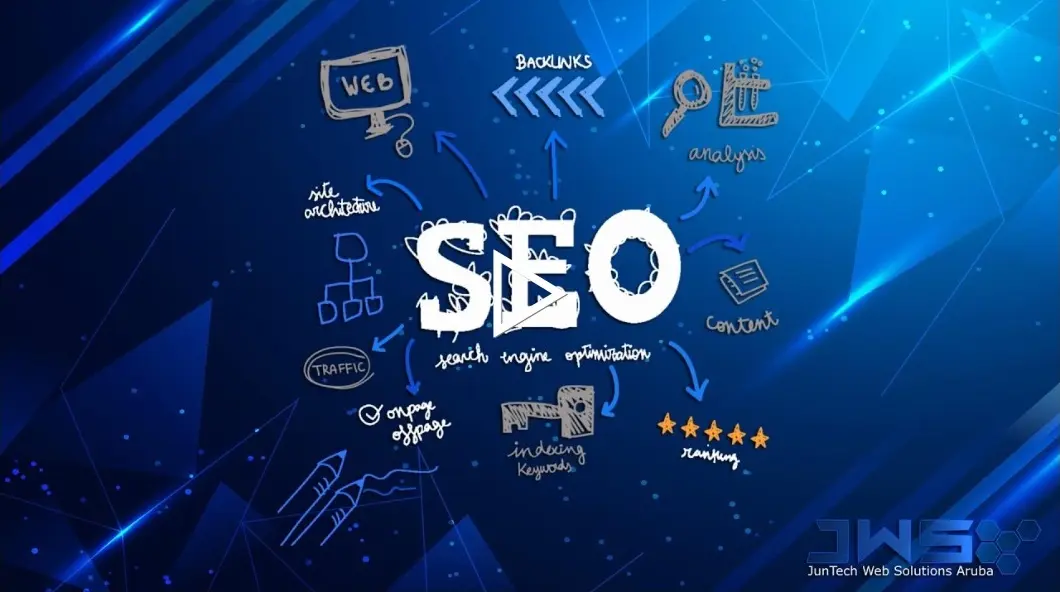 WEB
BACKLINKS
analysis
site
architecture
SEO
search engine optimization
content
TRAFFIC
onpage
offpage
indexing
Keywords
ranking
JWS
JunTech Web Solutions Aruba